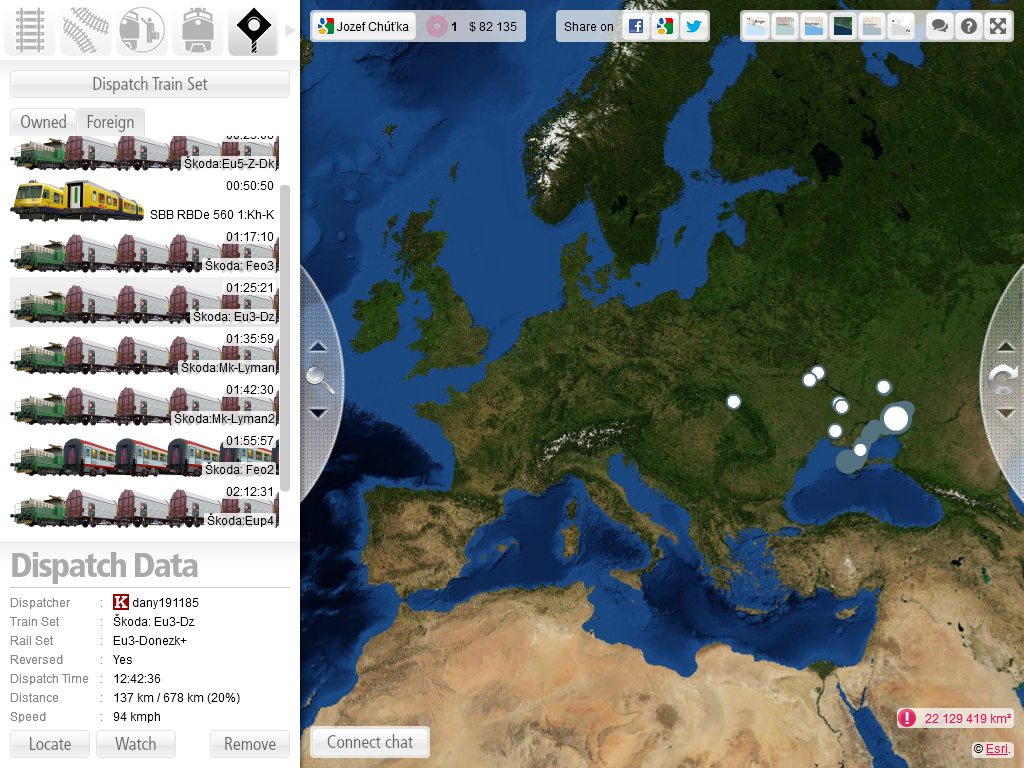 Dispatch Train Set
Owned
Foreign
00:25:08
Škoda:Eu5-Z-Dk
00:50:50
SBB RBDe 560 1:Kh-K
01:17:10
Škoda: Feo3
01:25:21
Škoda: Eu3-Dz
01:35:59
Škoda:Mk-Lyman
01:42:30
Škoda:Mk-Lyman2
01:55:57
Škoda: Feo2
02:12:31
Škoda:Eup4
Dispatch Data
Dispatcher : K dany191185
Train Set : Škoda: Eu3-Dz
Rail Set : Eu3-Donezk+
Reversed : Yes
Dispatch Time : 12:42:36
Distance : 137 km / 678 km (20%)
Speed : 94 kmph
Locate
Watch
Remove
Jozef Chúťka 1 $ 82 135
Share on
Connect chat
22 129 419 km²
© Esri.